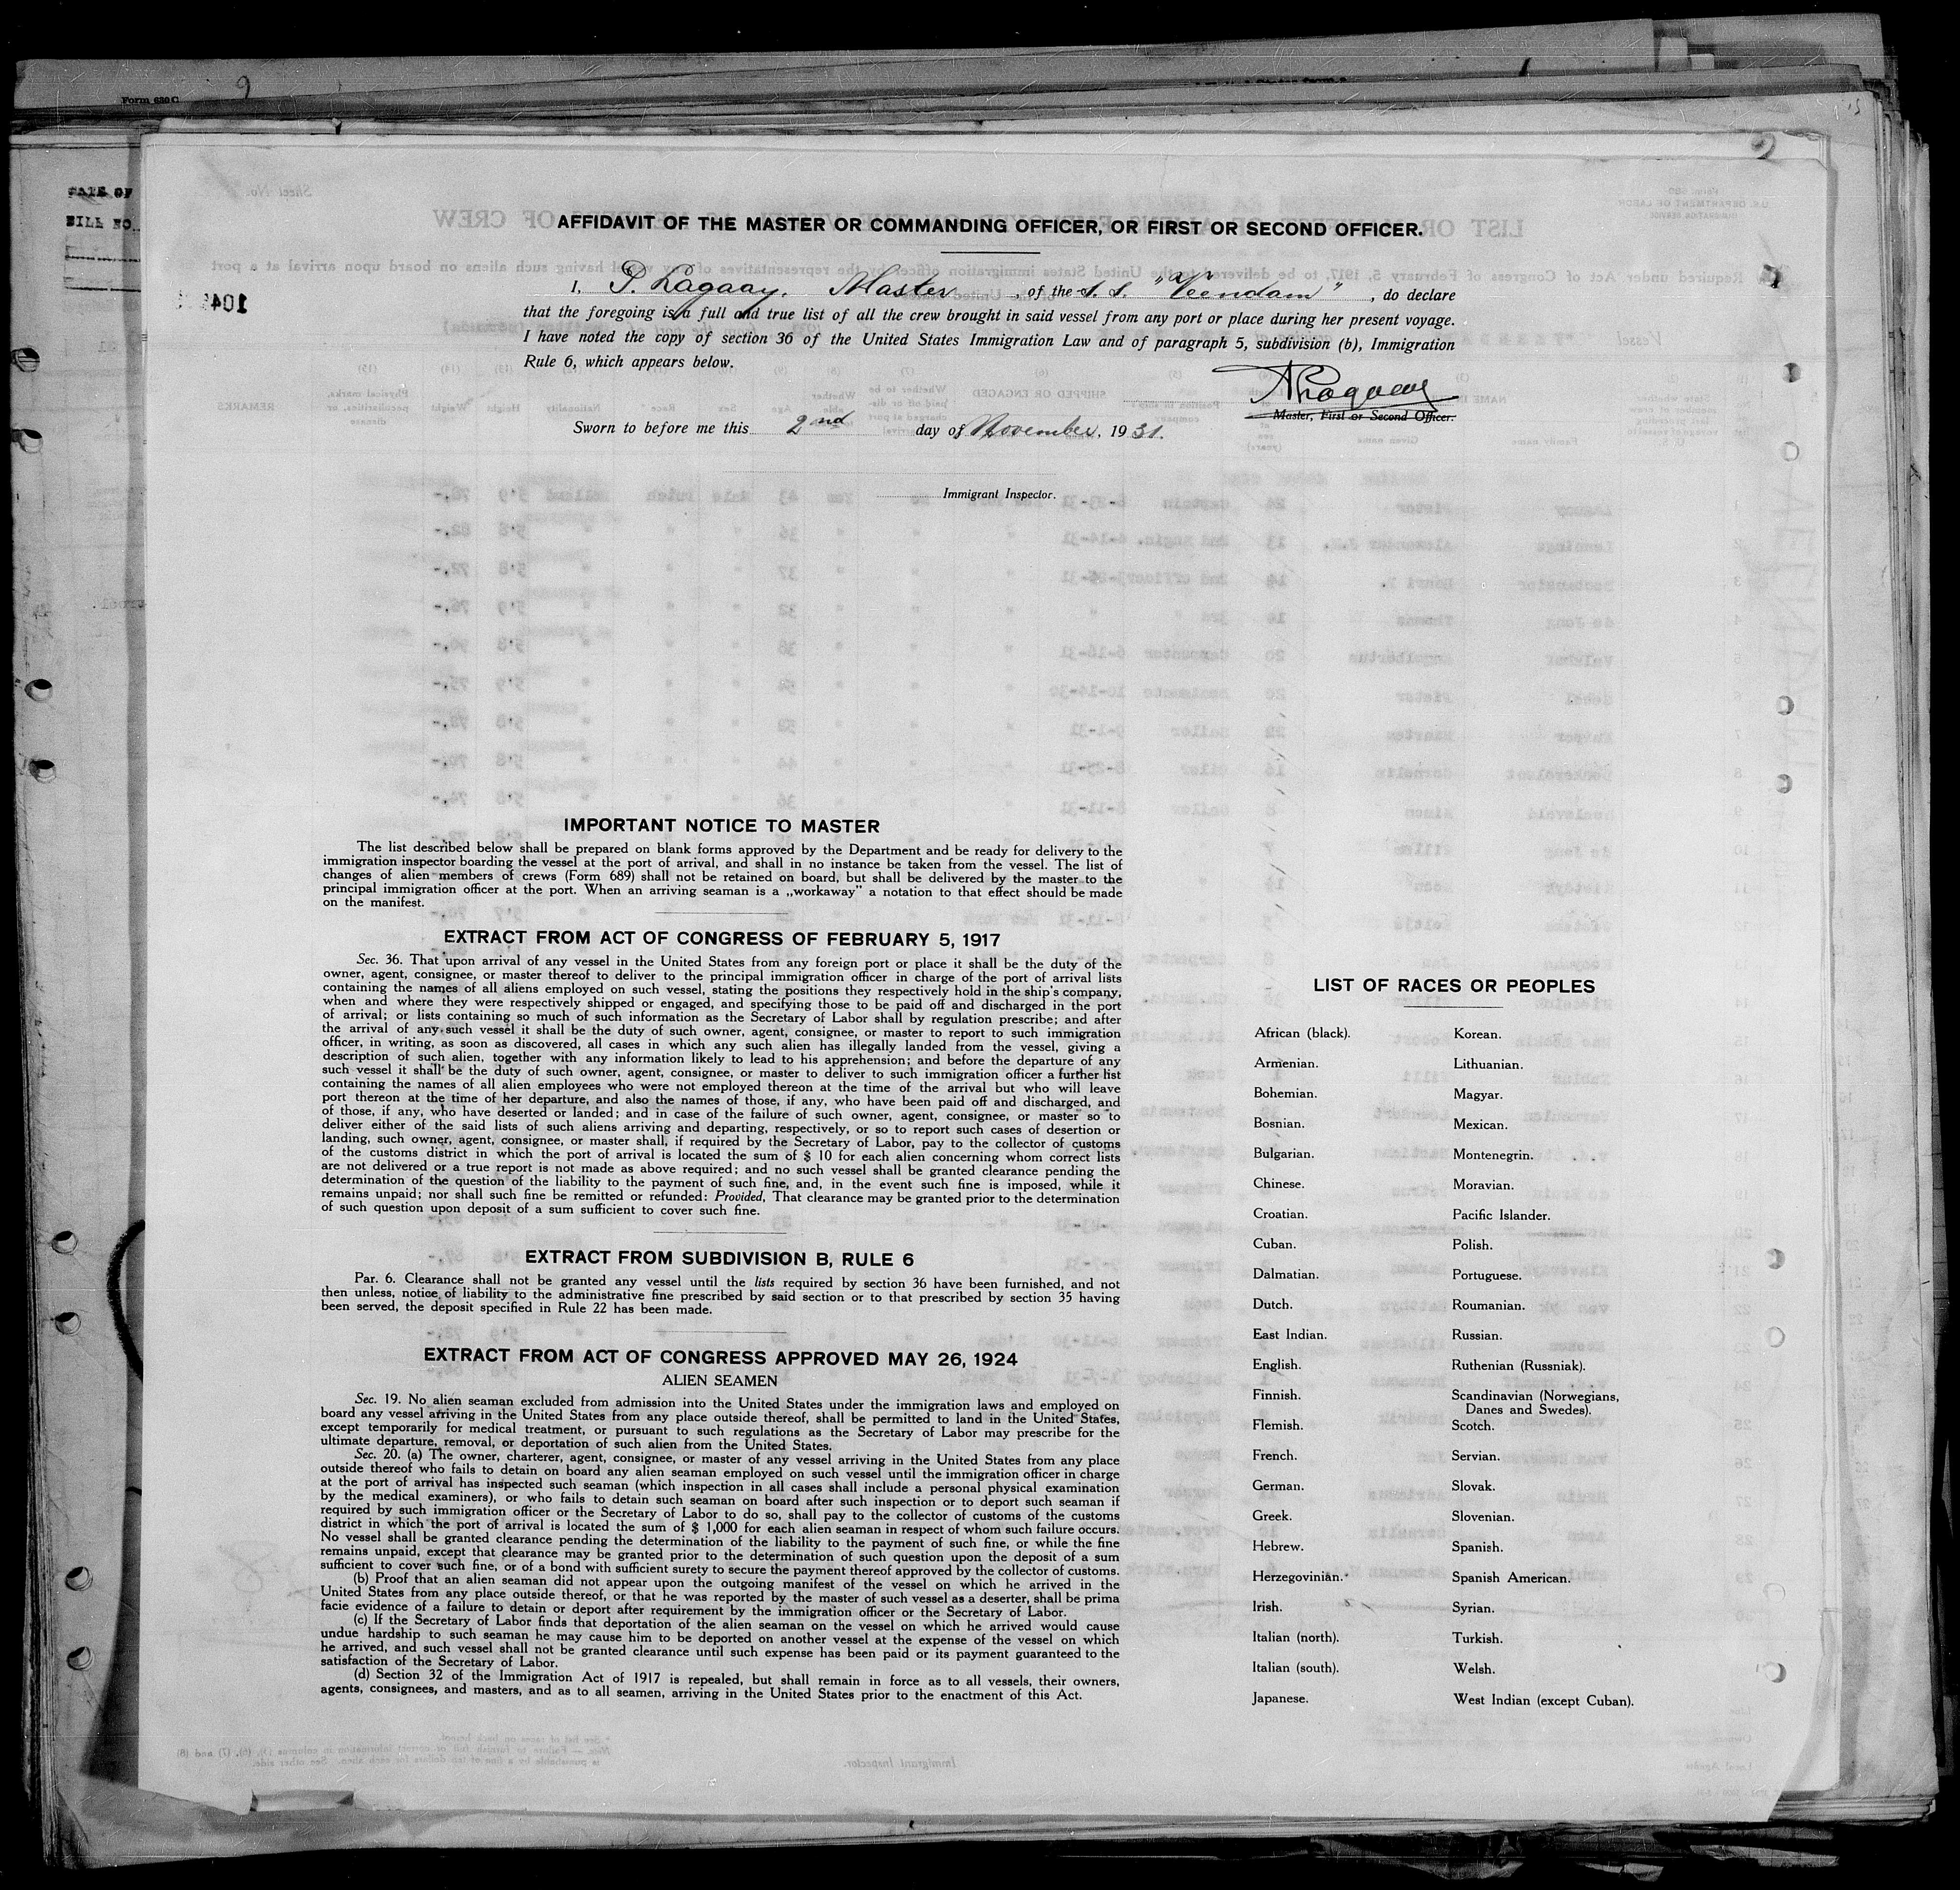 Form 630 C
9
BILL NO.
AFFIDAVIT OF THE MASTER OR COMMANDING OFFICER, OR FIRST OR SECOND OFFICER.
I, P. Lagaay, Master, of the S. S. "Veendam", do declare
that the foregoing is a full and true list of all the crew brought in said vessel from any port or place during her present voyage.
I have noted the copy of section 36 of the United States Immigration Law and of paragraph 5, subdivision (b), Immigration
Rule 6, which appears below.
Master, First or Second Officer.
Sworn to before me this 2nd day of November, 1931.
Immigrant Inspector.
IMPORTANT NOTICE TO MASTER
The list described below shall be prepared on blank forms approved by the Department and be ready for delivery to the
immigration inspector boarding the vessel at the port of arrival, and shall in no instance be taken from the vessel. The list of
changes of alien members of crews (Form 689) shall not be retained on board, but shall be delivered by the master to the
principal immigration officer at the port. When an arriving seaman is a „workaway” a notation to that effect should be made
on the manifest.
EXTRACT FROM ACT OF CONGRESS OF FEBRUARY 5, 1917
Sec. 36. That upon arrival of any vessel in the United States from any foreign port or place it shall be the duty of the
owner, agent, consignee, or master thereof to deliver to the principal immigration officer in charge of the port of arrival lists
containing the names of all aliens employed on such vessel, stating the positions they respectively hold in the ship's company,
when and where they were respectively shipped or engaged, and specifying those to be paid off and discharged in the port
of arrival; or lists containing so much of such information as the Secretary of Labor shall by regulation prescribe; and after
the arrival of any such vessel it shall be the duty of such owner, agent, consignee, or master to report to such immigration
officer, in writing, as soon as discovered, all cases in which any such alien has illegally landed from the vessel, giving a
description of such alien, together with any information likely to lead to his apprehension; and before the departure of any
such vessel it shall be the duty of such owner, agent, consignee, or master to deliver to such immigration officer a further list
containing the names of all alien employees who were not employed thereon at the time of the arrival but who will leave
port thereon at the time of her departure, and also the names of those, if any, who have been paid off and discharged, and
of those, if any, who have deserted or landed; and in case of the failure of such owner, agent, consignee, or master so to
deliver either of the said lists of such aliens arriving and departing, respectively, or so to report such cases of desertion or
landing, such owner, agent, consignee, or master shall, if required by the Secretary of Labor, pay to the collector of customs
of the customs district in which the port of arrival is located the sum of $ 10 for each alien concerning whom correct lists
are not delivered or a true report is not made as above required; and no such vessel shall be granted clearance pending the
determination of the question of the liability to the payment of such fine, and, in the event such fine is imposed, while it
remains unpaid; nor shall such fine be remitted or refunded: Provided, That clearance may be granted prior to the determination
of such question upon deposit of a sum sufficient to cover such fine.
EXTRACT FROM SUBDIVISION B, RULE 6
Par. 6. Clearance shall not be granted any vessel until the lists required by section 36 have been furnished, and not
then unless, notice of liability to the administrative fine prescribed by said section or to that prescribed by section 35 having
been served, the deposit specified in Rule 22 has been made.
EXTRACT FROM ACT OF CONGRESS APPROVED MAY 26, 1924
ALIEN SEAMEN
Sec. 19. No alien seaman excluded from admission into the United States under the immigration laws and employed on
board any vessel arriving in the United States from any place outside thereof, shall be permitted to land in the United States,
except temporarily for medical treatment, or pursuant to such regulations as the Secretary of Labor may prescribe for the
ultimate departure, removal, or deportation of such alien from the United States.
Sec. 20. (a) The owner, charterer, agent, consignee, or master of any vessel arriving in the United States from any place
outside thereof who fails to detain on board any alien seaman employed on such vessel until the immigration officer in charge
at the port of arrival has inspected such seaman (which inspection in all cases shall include a personal physical examination
by the medical examiners), or who fails to detain such seaman on board after such inspection or to deport such seaman if
required by such immigration officer or the Secretary of Labor to do so, shall pay to the collector of customs of the customs
district in which the port of arrival is located the sum of $ 1,000 for each alien seaman in respect of whom such failure occurs.
No vessel shall be granted clearance pending the determination of the liability to the payment of such fine, or while the fine
remains unpaid, except that clearance may be granted prior to the determination of such question upon the deposit of a sum
sufficient to cover such fine, or of a bond with sufficient surety to secure the payment thereof approved by the collector of customs.
(b) Proof that an alien seaman did not appear upon the outgoing manifest of the vessel on which he arrived in the
United States from any place outside thereof, or that he was reported by the master of such vessel as a deserter, shall be prima
facie evidence of a failure to detain or deport after requirement by the immigration officer or the Secretary of Labor.
(c) If the Secretary of Labor finds that deportation of the alien seaman on the vessel on which he arrived would cause
undue hardship to such seaman he may cause him to be deported on another vessel at the expense of the vessel on which
he arrived, and such vessel shall not be granted clearance until such expense has been paid or its payment guaranteed to the
satisfaction of the Secretary of Labor.
(d) Section 32 of the Immigration Act of 1917 is repealed, but shall remain in force as to all vessels, their owners,
agents, consignees, and masters, and as to all seamen, arriving in the United States prior to the enactment of this Act.
LIST OF RACES OR PEOPLES
African (black).
Armenian.
Bohemian.
Bosnian.
Bulgarian.
Chinese.
Croatian.
Cuban.
Dalmatian.
Dutch.
East Indian.
English.
Finnish.
Flemish.
French.
German.
Greek.
Hebrew.
Herzegovinian.
Irish.
Italian (north).
Italian (south).
Japanese.
Korean.
Lithuanian.
Magyar.
Mexican.
Montenegrin.
Moravian.
Pacific Islander.
Polish.
Portuguese.
Roumanian.
Russian.
Ruthenian (Russniak).
Scandinavian (Norwegians,
Danes and Swedes).
Scotch.
Servian.
Slovak.
Slovenian.
Spanish.
Spanish American.
Syrian.
Turkish.
Welsh.
West Indian (except Cuban).